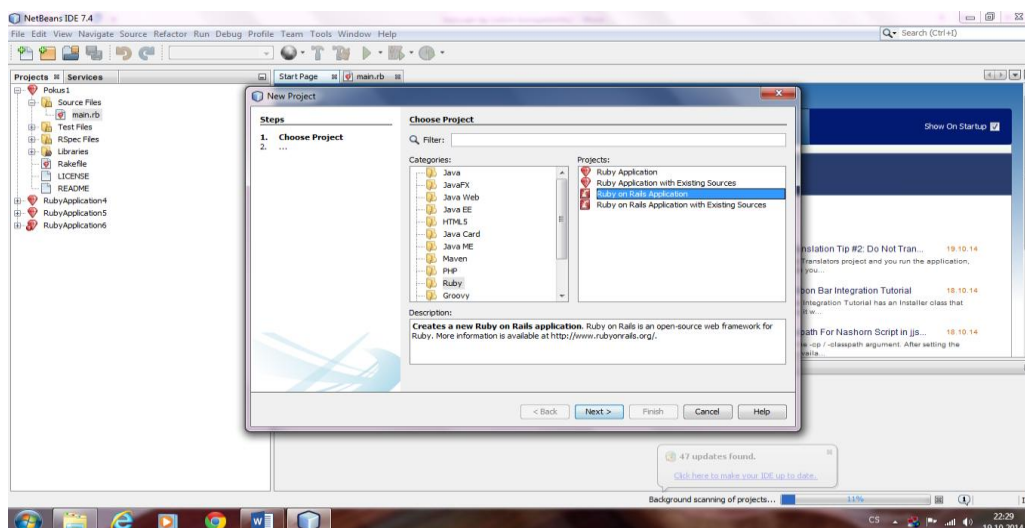 NetBeans IDE 7.4
File Edit View Navigate Source Refactor Run Debug Profile Team Tools Window Help
Search (Ctrl+I)
Projects Services
Start Page main.rb
Pokus1
Source Files
main.rb
Test Files
RSpec Files
Libraries
Rakefile
LICENSE
README
RubyApplication4
RubyApplication5
RubyApplication6
New Project
Steps
1. Choose Project
2. ...
Choose Project
Filter:
Categories:
Java
JavaFX
Java Web
Java EE
HTML5
Java Card
Java ME
Maven
PHP
Ruby
Groovy
Projects:
Ruby Application
Ruby Application with Existing Sources
Ruby on Rails Application
Ruby on Rails Application with Existing Sources
Description:
Creates a new Ruby on Rails application. Ruby on Rails is an open-source web framework for
Ruby. More information is available at http://www.rubyonrails.org/.
< Back Next > Finish Cancel Help
Show On Startup
nslation Tip #2: Do Not Tran... 19.10.14
Translators project and you run the application,
you...
bon Bar Integration Tutorial 18.10.14
Integration Tutorial has an Installer class that
it w...
path For Nashorn Script in jjs... 18.10.14
-cp / -classpath argument. After setting the
47 updates found.
Click here to make your IDE up to date.
Background scanning of projects... 11%
CS 22:29